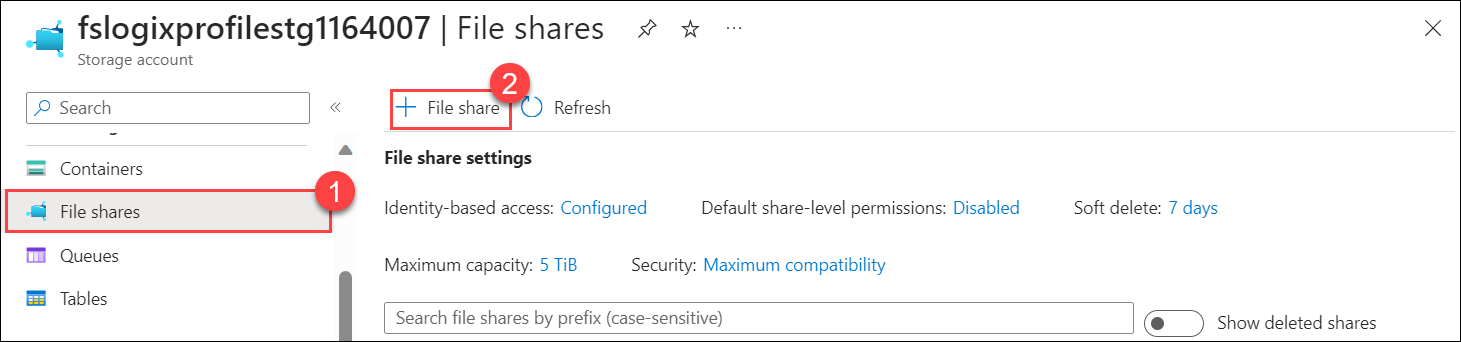 fslogixprofilestg1164007 | File shares
Storage account
Search
«
+ File share
2
Refresh
Containers
File shares
1
Queues
Tables
File share settings
Identity-based access: Configured Default share-level permissions: Disabled Soft delete: 7 days
Maximum capacity: 5 TiB Security: Maximum compatibility
Search file shares by prefix (case-sensitive)
Show deleted shares